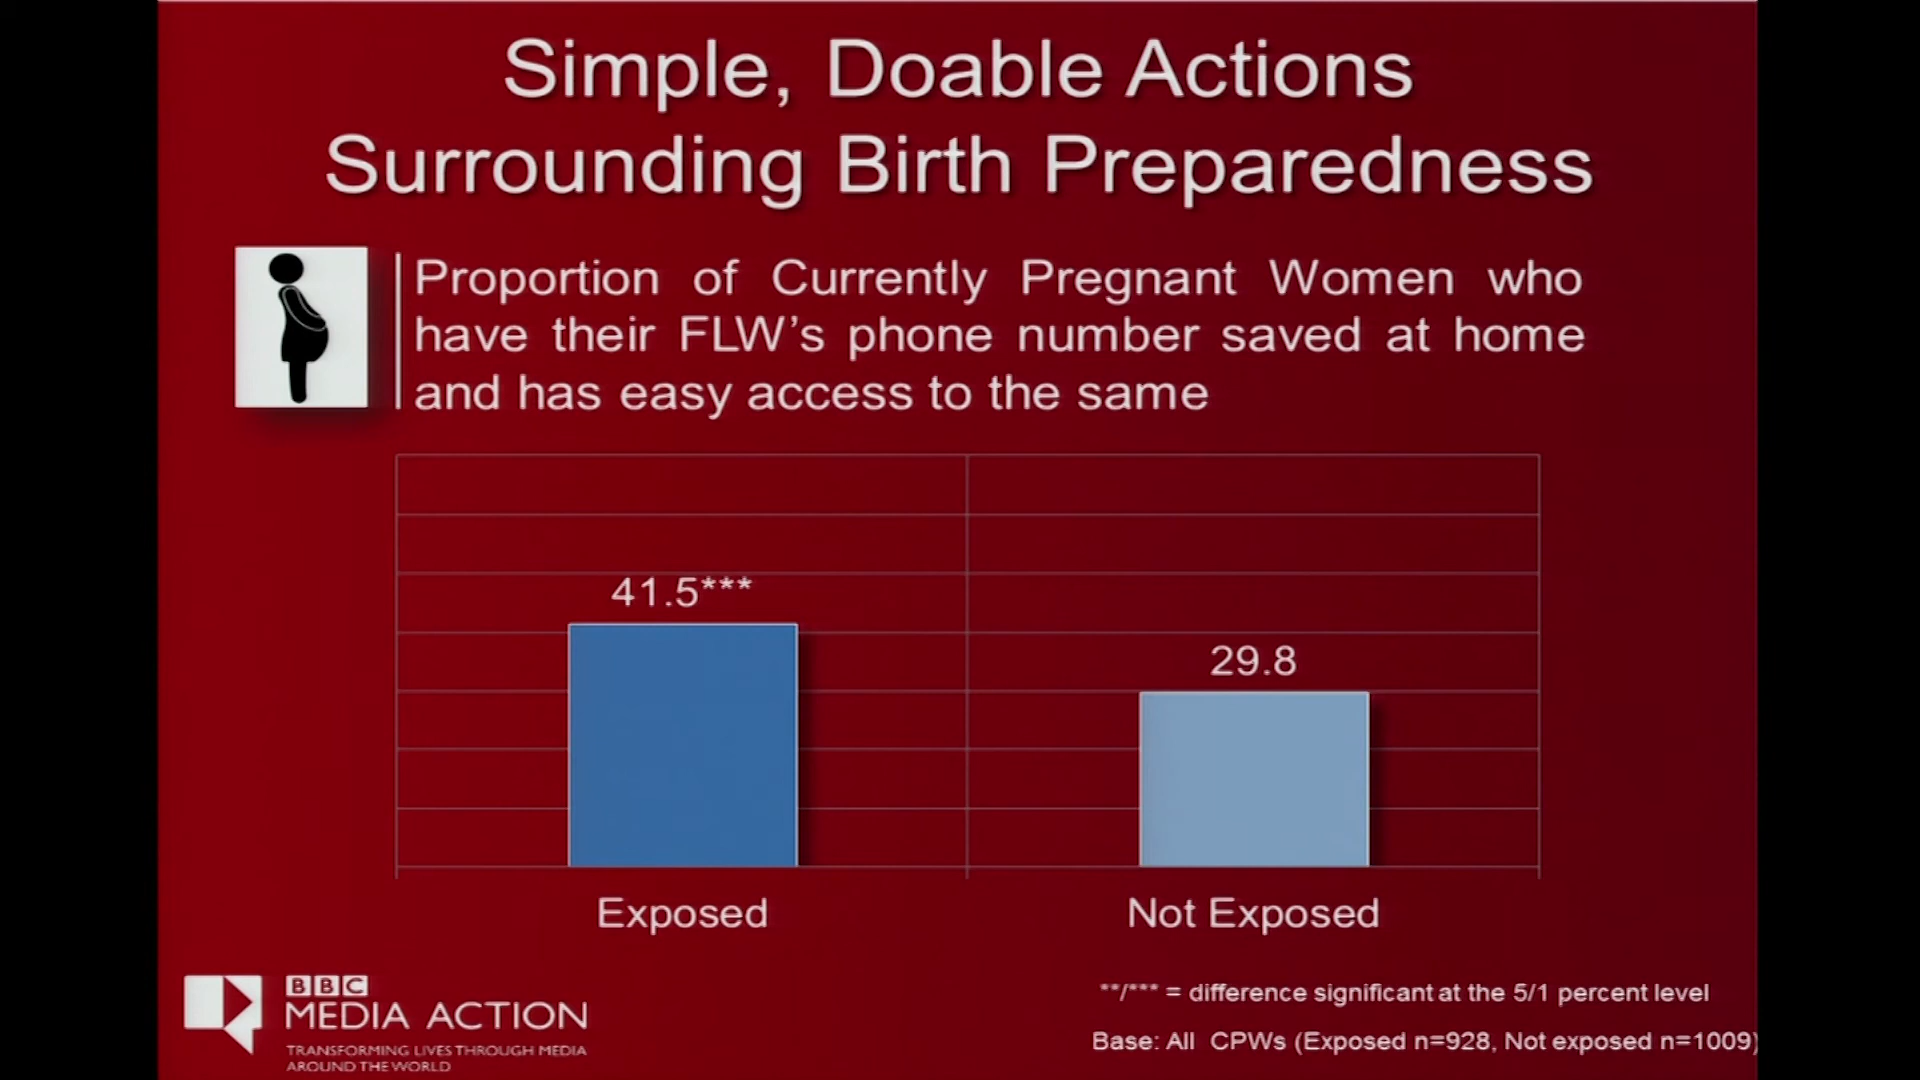 Simple, Doable Actions
Surrounding Birth Preparedness
Proportion of Currently Pregnant Women who
have their FLW’s phone number saved at home
and has easy access to the same
41.5***
29.8
Exposed
Not Exposed
BBC
MEDIA ACTION
TRANSFORMING LIVES THROUGH MEDIA
AROUND THE WORLD
**/*** = difference significant at the 5/1 percent level
Base: All CPWs (Exposed n=928, Not exposed n=1009)